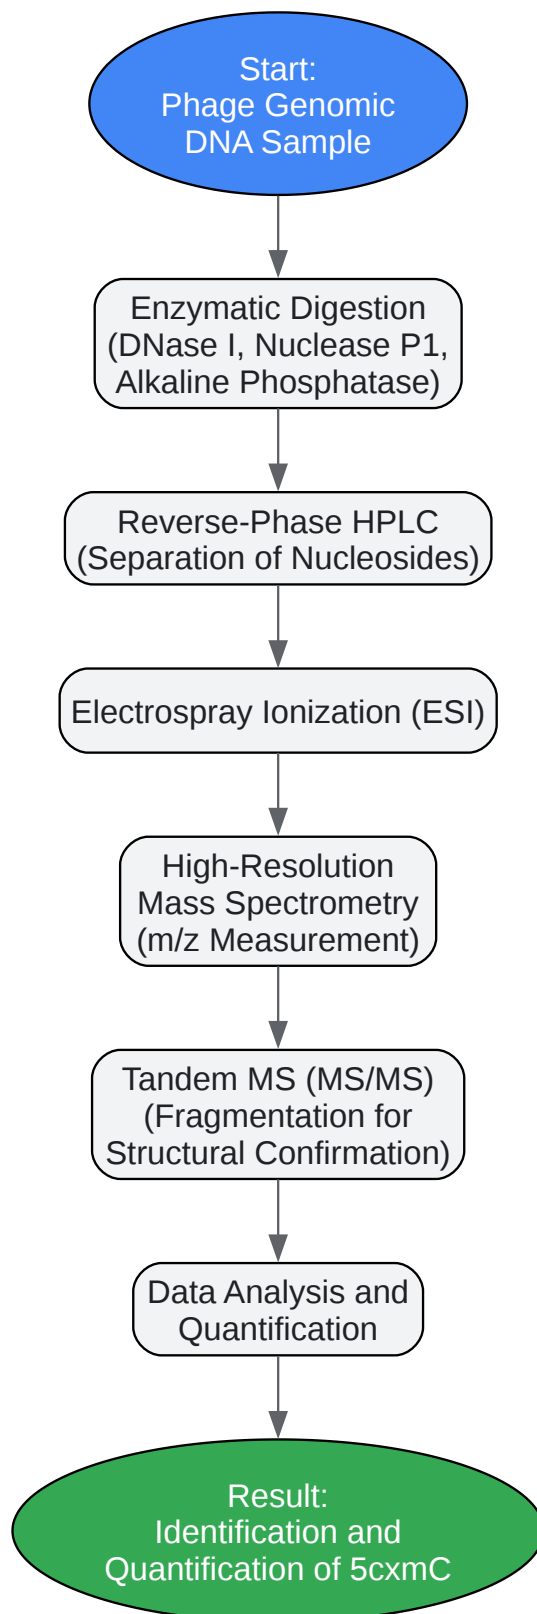 Start:
Phage Genomic
DNA Sample
Enzymatic Digestion
(DNase I, Nuclease P1,
Alkaline Phosphatase)
Reverse-Phase HPLC
(Separation of Nucleosides)
Electrospray Ionization (ESI)
High-Resolution
Mass Spectrometry
(m/z Measurement)
Tandem MS (MS/MS)
(Fragmentation for
Structural Confirmation)
Data Analysis and
Quantification
Result:
Identification and
Quantification of 5cxmC